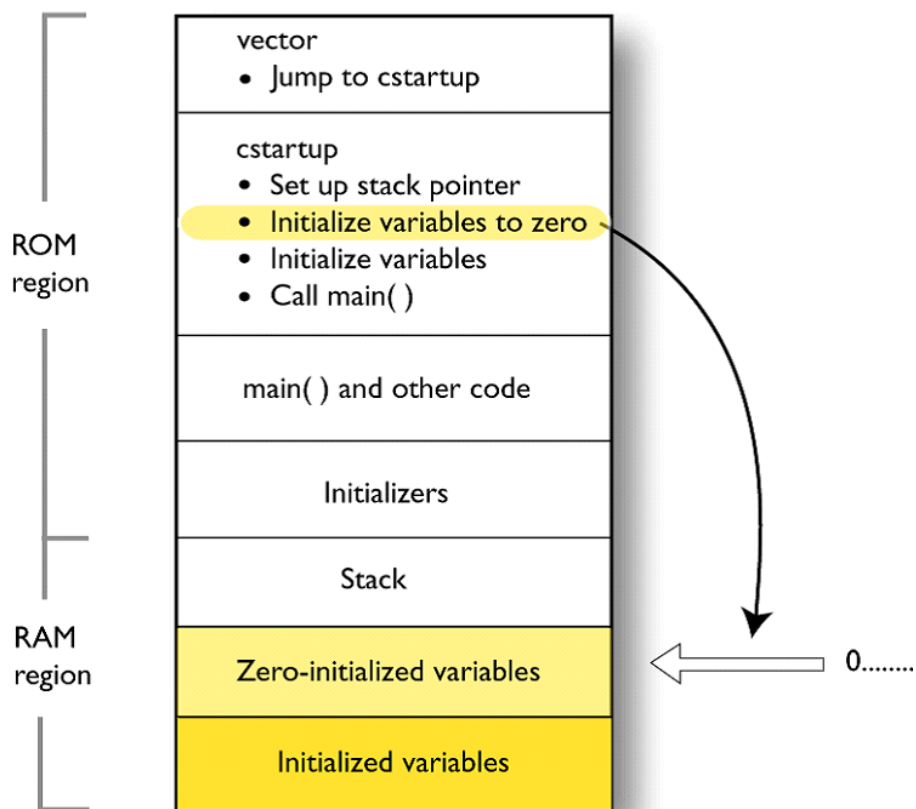 vector
• Jump to cstartup
cstartup
• Set up stack pointer
• Initialize variables to zero
• Initialize variables
• Call main( )
ROM
region
main( ) and other code
Initializers
Stack
RAM
region
Zero-initialized variables
0........
Initialized variables